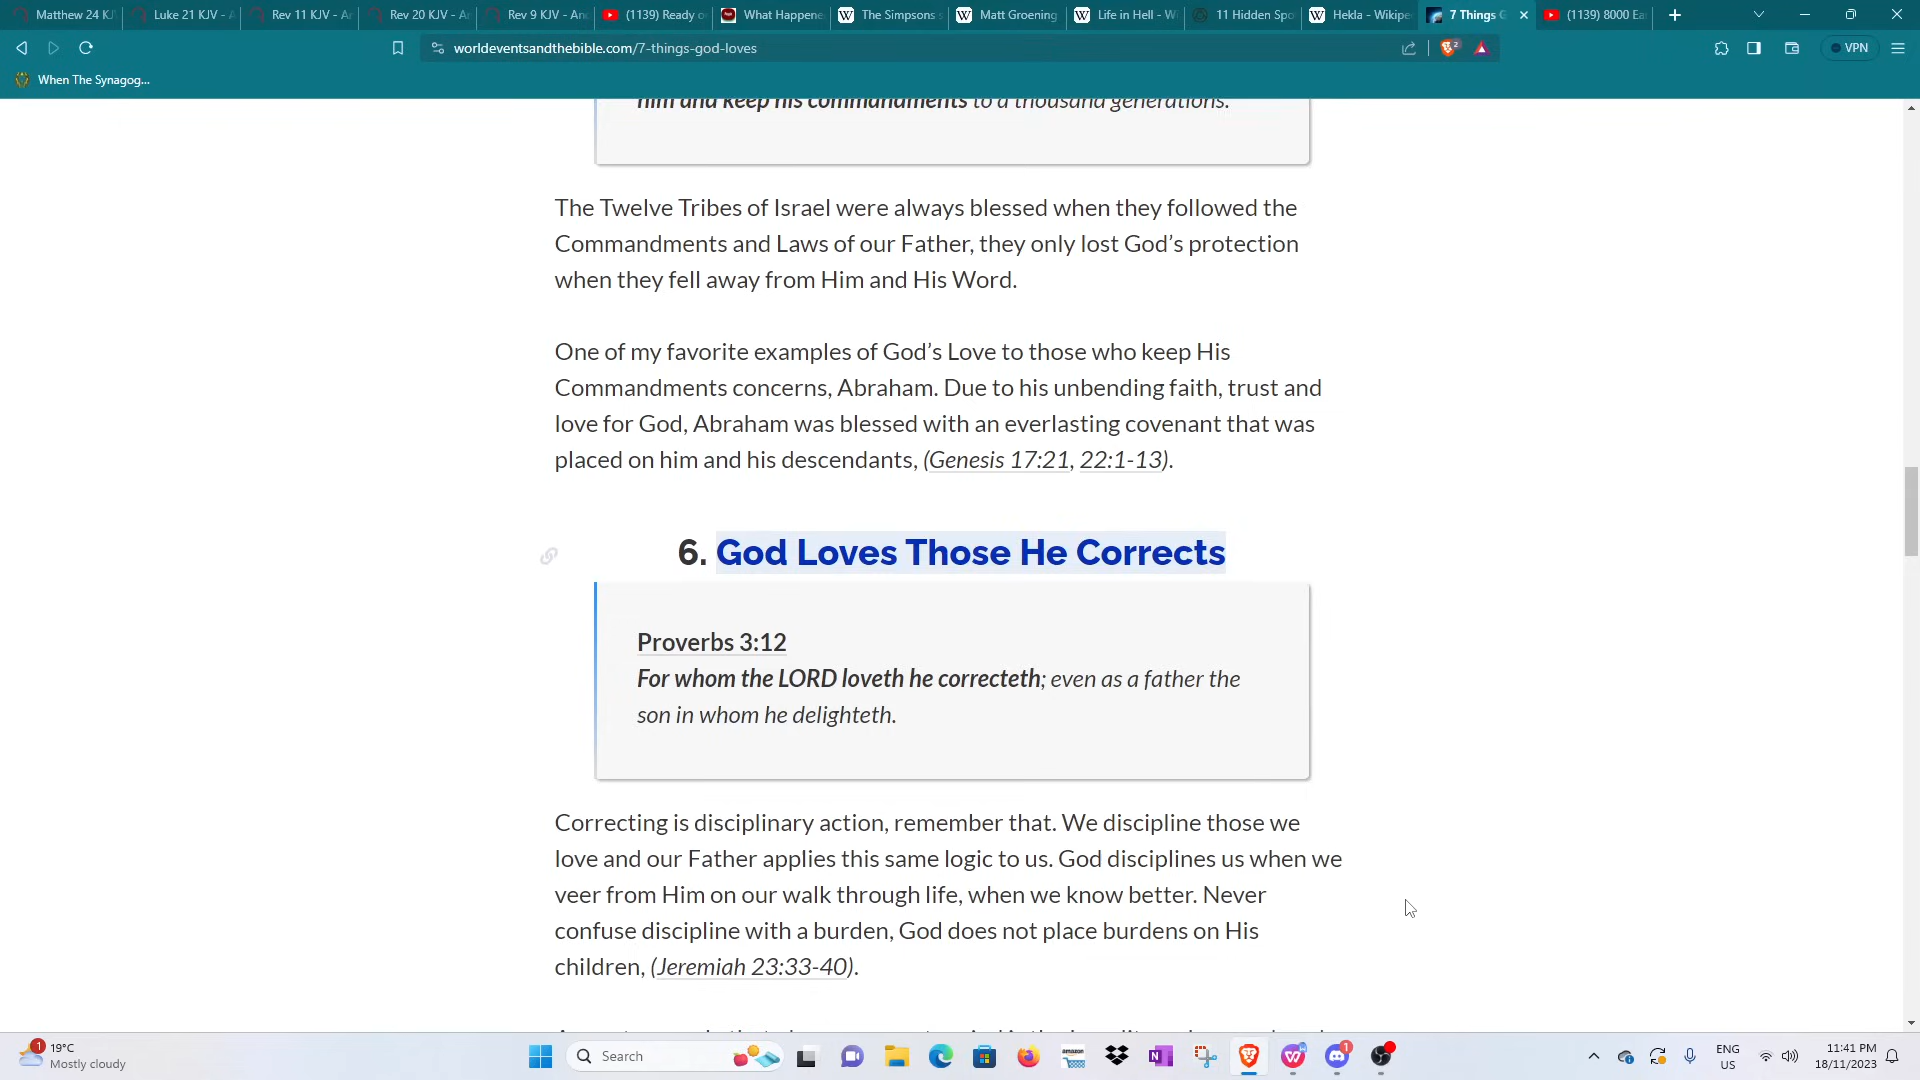 Matthew 24 KJ
Luke 21 KJV - A
Rev 11 KJV - A
Rev 20 KJV - A
Rev 9 KJV - An
(1139) Ready o
What Happene
The Simpsons s
Matt Groening
Life in Hell - W
11 Hidden Spo
Hekla - Wikipe
7 Things G
(1139) 8000 Ea
worldeventsandthebible.com/7-things-god-loves
2
VPN
When The Synagog...
him and keep his commandments to a thousand generations.
The Twelve Tribes of Israel were always blessed when they followed the
Commandments and Laws of our Father, they only lost God’s protection
when they fell away from Him and His Word.
One of my favorite examples of God’s Love to those who keep His
Commandments concerns, Abraham. Due to his unbending faith, trust and
love for God, Abraham was blessed with an everlasting covenant that was
placed on him and his descendants, (Genesis 17:21, 22:1-13).
6. God Loves Those He Corrects
Proverbs 3:12
For whom the LORD loveth he correcteth; even as a father the
son in whom he delighteth.
Correcting is disciplinary action, remember that. We discipline those we
love and our Father applies this same logic to us. God disciplines us when we
veer from Him on our walk through life, when we know better. Never
confuse discipline with a burden, God does not place burdens on His
children, (Jeremiah 23:33-40).
1
19°C
Mostly cloudy
Search
amazon
1
ENG
US
11:41 PM
18/11/2023